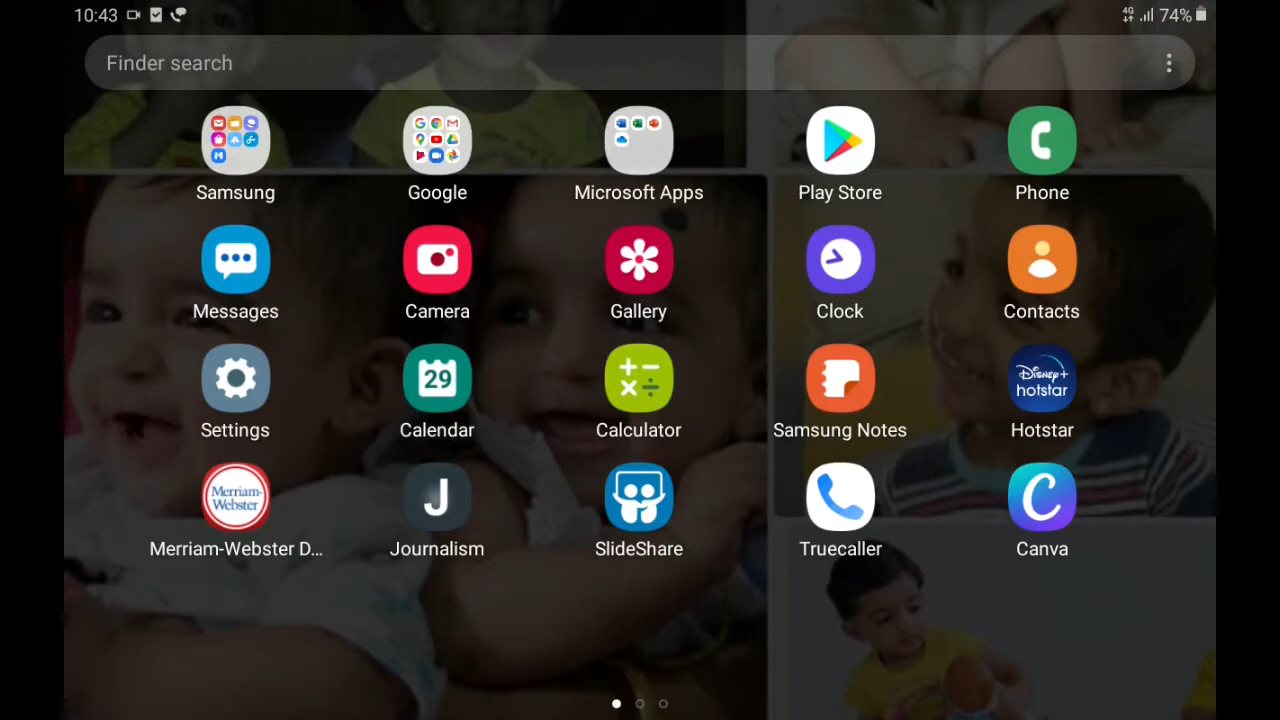 10:43 4G 74%
Finder search
Samsung Google Microsoft Apps Play Store Phone
Messages Camera Gallery Clock Contacts
29 Disney+ hotstar
Settings Calendar Calculator Samsung Notes Hotstar
Merriam-Webster J C
Merriam-Webster D... Journalism SlideShare Truecaller Canva